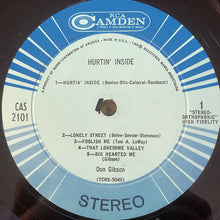 RCA
CAMDEN
HURTIN' INSIDE
1—HURTIN' INSIDE (Benton-Otis-Colacrai-Randazzo)
CAS
2101
1
"STEREO-
ORTHOPHONIC"
HIGH FIDELITY
2—LONELY STREET (Belew-Sowder-Stevenson)
3—FOOLISH ME (Tom A. LeMay)
4—THAT LONESOME VALLEY
5—BIG HEARTED ME
(Gibson)
Don Gibson
(TCRS-5049)
STEREO